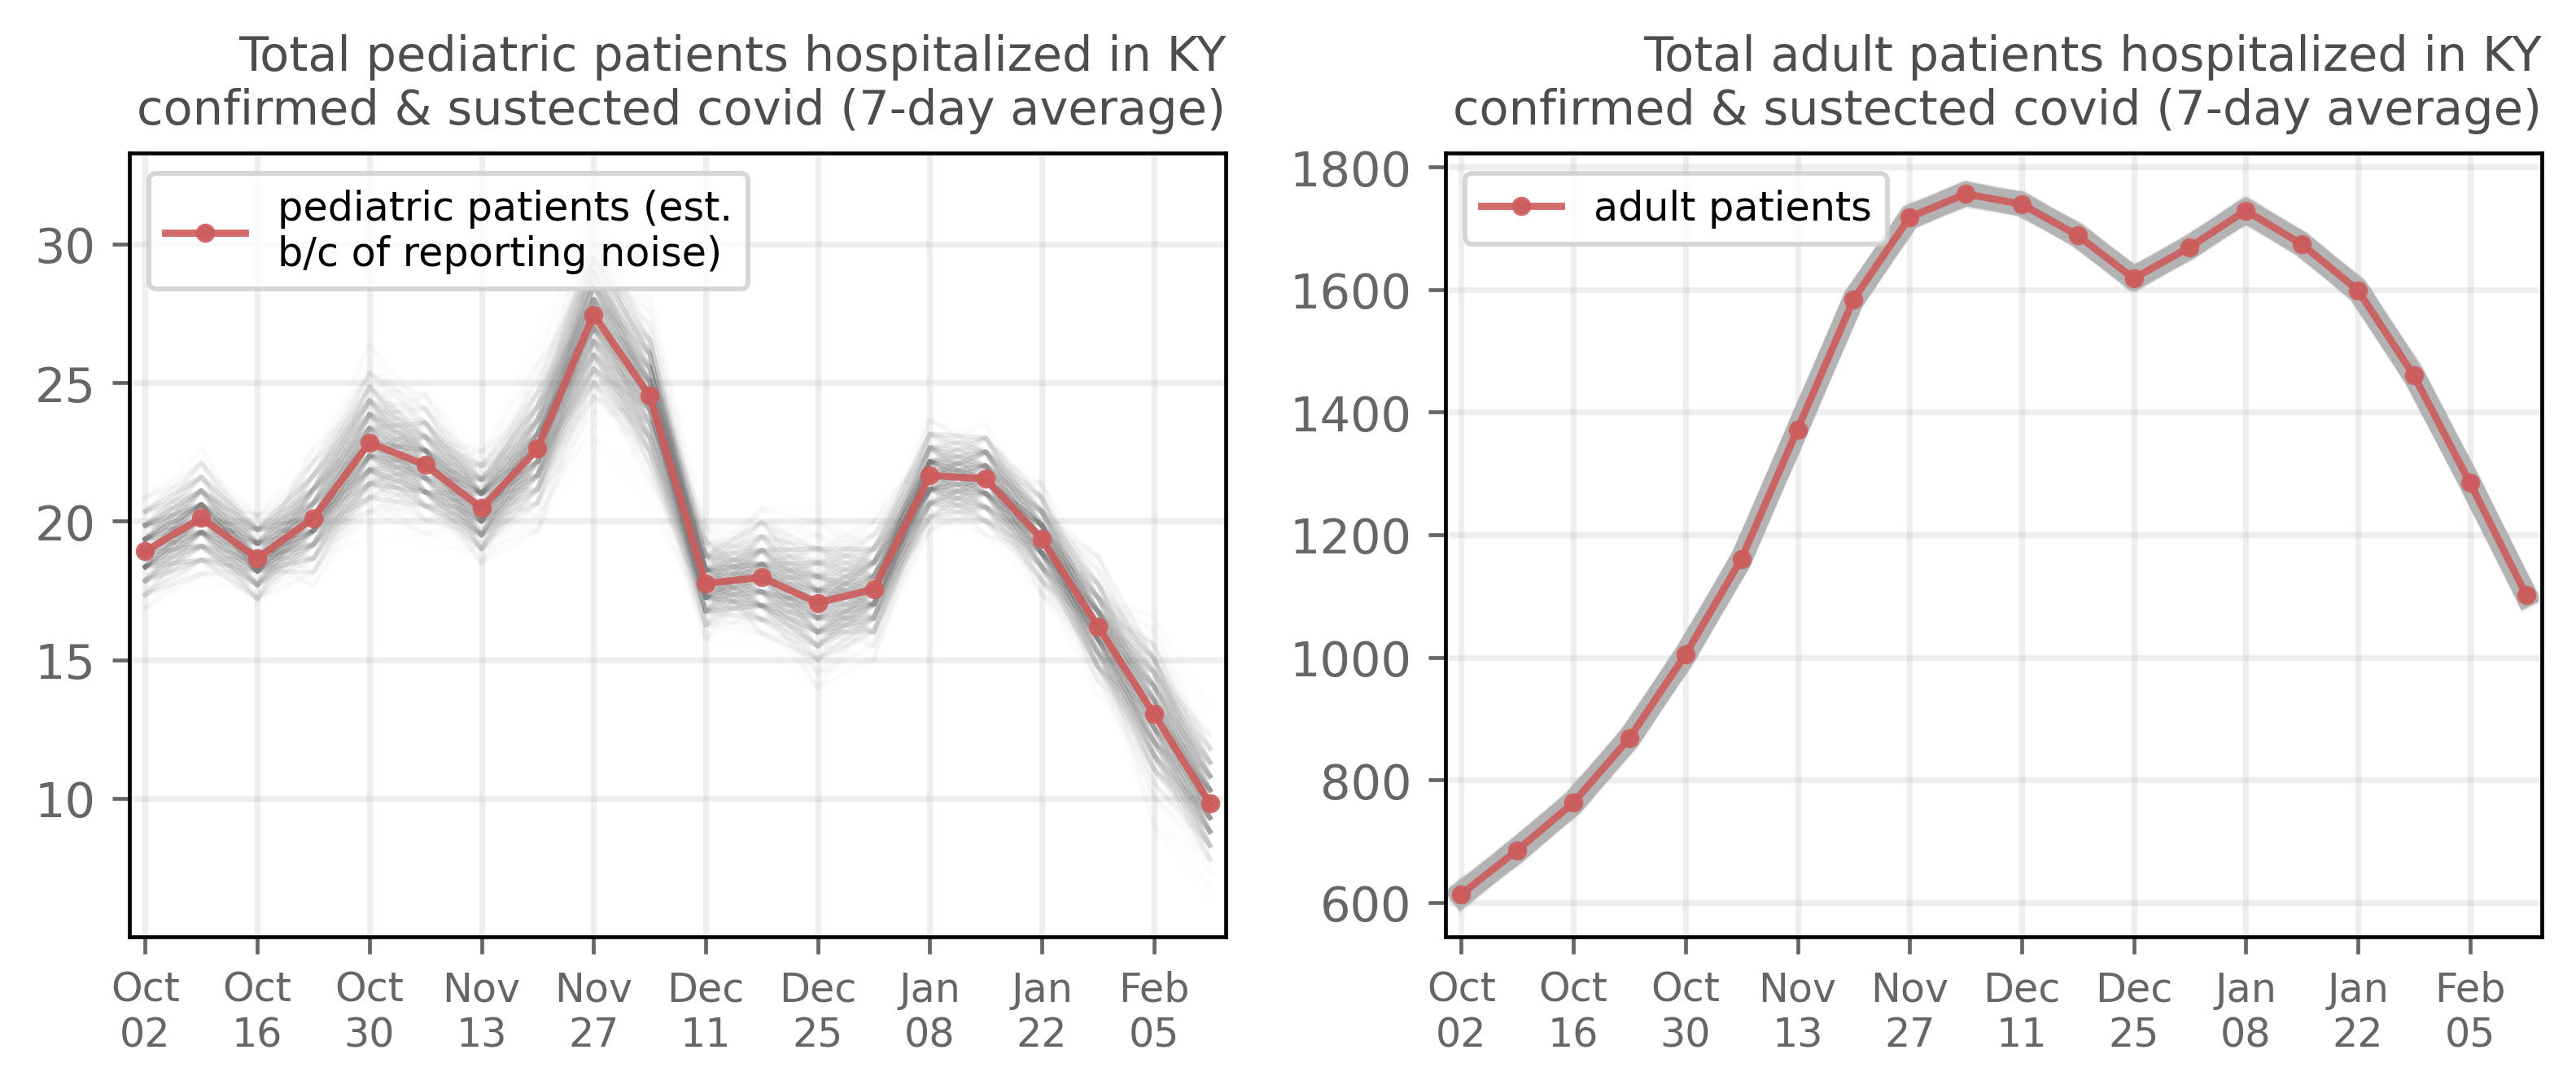 Total pediatric patients hospitalized in KY
confirmed & sustected covid (7-day average)
pediatric patients (est.
b/c of reporting noise)
30
25
20
15
10
Oct Oct Oct Nov Nov Dec Dec Jan Jan Feb
02 16 30 13 27 11 25 08 22 05
Total adult patients hospitalized in KY
confirmed & sustected covid (7-day average)
adult patients
1800
1600
1400
1200
1000
800
600
Oct Oct Oct Nov Nov Dec Dec Jan Jan Feb
02 16 30 13 27 11 25 08 22 05